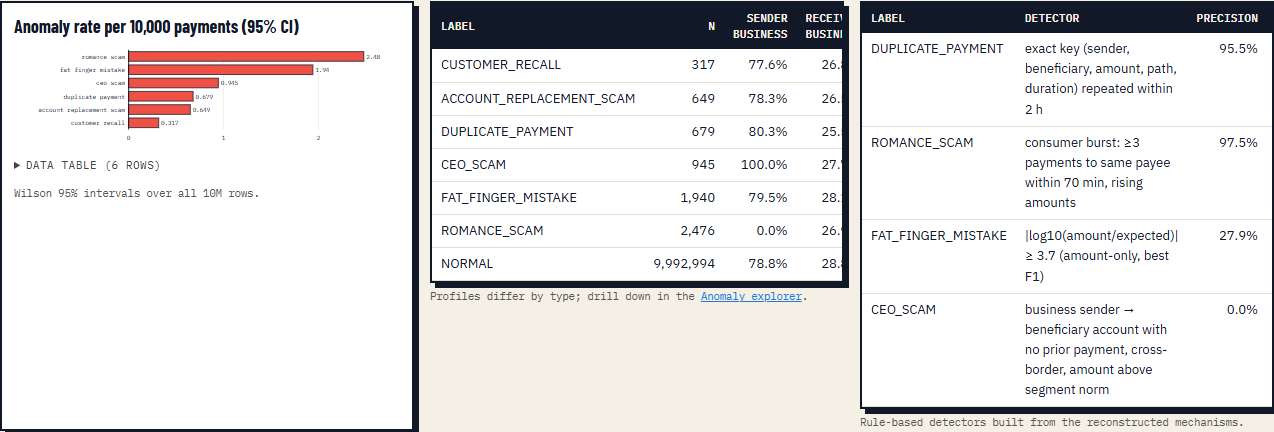 Anomaly rate per 10,000 payments (95% CI)
romance scam 2.48
fat finger mistake 1.94
ceo scam 0.945
duplicate payment 0.679
account replacement scam 0.649
customer recall 0.317
0 1 2
▶ DATA TABLE (6 ROWS)
Wilson 95% intervals over all 10M rows.
LABEL N SENDER BUSINESS
CUSTOMER_RECALL 317 77.6% 26.
ACCOUNT_REPLACEMENT_SCAM 649 78.3% 26.
DUPLICATE_PAYMENT 679 80.3% 25.
CEO_SCAM 945 100.0% 27.
FAT_FINGER_MISTAKE 1,940 79.5% 28.
ROMANCE_SCAM 2,476 0.0% 26.
NORMAL 9,992,994 78.8% 28.
Profiles differ by type; drill down in the Anomaly explorer.
LABEL DETECTOR PRECISION
DUPLICATE_PAYMENT exact key (sender, 95.5%
beneficiary, amount, path,
duration) repeated within
2 h
ROMANCE_SCAM consumer burst: ≥3 97.5%
payments to same payee
within 70 min, rising
amounts
FAT_FINGER_MISTAKE |log10(amount/expected)| 27.9%
≥ 3.7 (amount-only, best
F1)
CEO_SCAM business sender → 0.0%
beneficiary account with
no prior payment, cross-
border, amount above
segment norm
Rule-based detectors built from the reconstructed mechanisms.